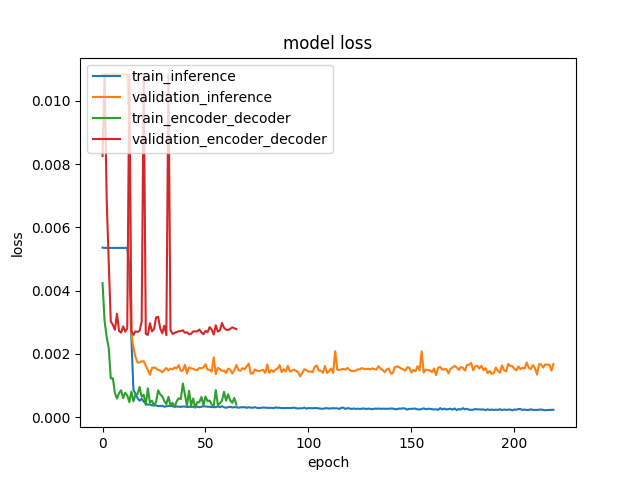 model loss
train_inference
validation_inference
train_encoder_decoder
validation_encoder_decoder
0.010
0.008
0.006
0.004
0.002
0.000
loss
0 50 100 150 200
epoch